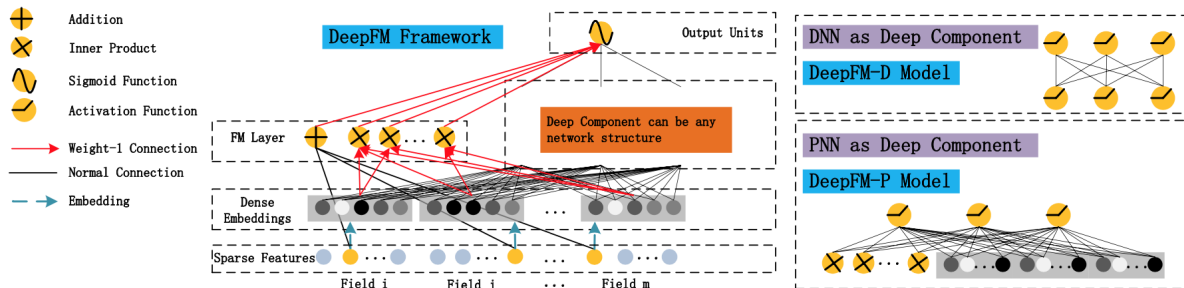 Addition
Inner Product
Sigmoid Function
Activation Function
Weight-1 Connection
Normal Connection
Embedding
DeepFM Framework
Output Units
Deep Component can be any
network structure
FM Layer
...
Dense
Embeddings
...
Sparse Features
...
...
...
...
Field i
Field j
...
Field m
DNN as Deep Component
DeepFM-D Model
PNN as Deep Component
DeepFM-P Model
...
...
...
...